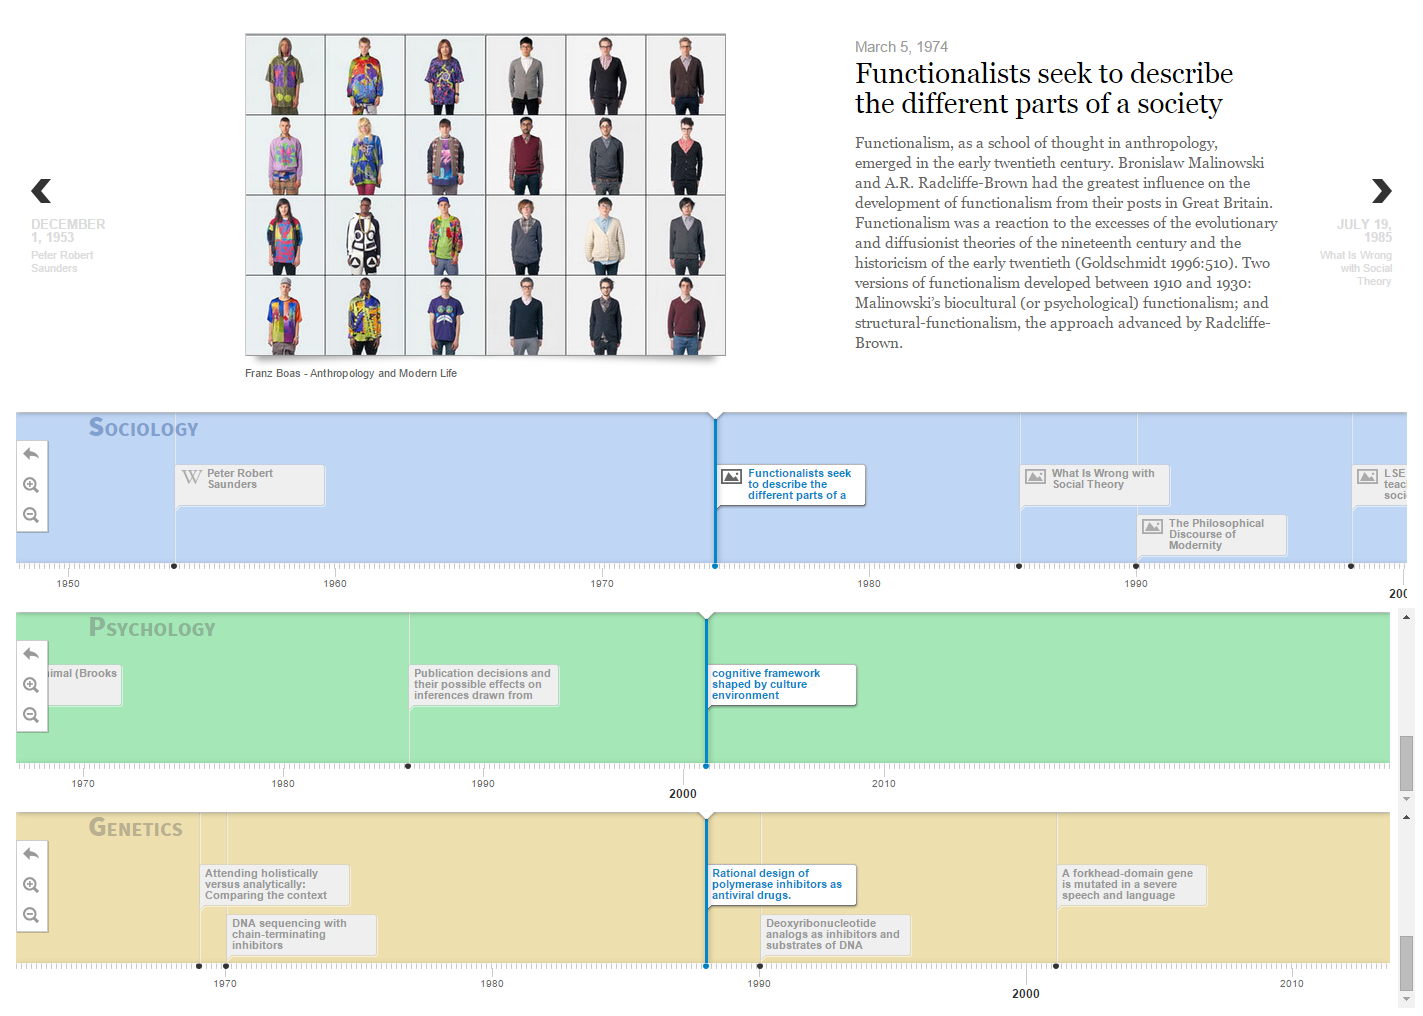 March 5, 1974
Functionalists seek to describe
the different parts of a society
Functionalism, as a school of thought in anthropology,
emerged in the early twentieth century. Bronislaw Malinowski
and A.R. Radcliffe-Brown had the greatest influence on the
development of functionalism from their posts in Great Britain.
Functionalism was a reaction to the excesses of the evolutionary
and diffusionist theories of the nineteenth century and the
historicism of the early twentieth (Goldschmidt 1996:510). Two
versions of functionalism developed between 1910 and 1930:
Malinowski’s biocultural (or psychological) functionalism; and
structural-functionalism, the approach advanced by Radcliffe-
Brown.
DECEMBER
1, 1953
Peter Robert
Saunders
JULY 19,
1985
What Is Wrong
with Social
Theory
Franz Boas - Anthropology and Modern Life
Sociology
W Peter Robert
Saunders
Functionalists seek
to describe the
different parts of a
What Is Wrong with
Social Theory
The Philosophical
Discourse of
Modernity
LSE
teac
soci
1950 1960 1970 1980 1990 200
Psychology
nimal (Brooks
Publication decisions and
their possible effects on
inferences drawn from
cognitive framework
shaped by culture
environment
1970 1980 1990 2000 2010
Genetics
Attending holistically
versus analytically:
Comparing the context
DNA sequencing with
chain-terminating
inhibitors
Rational design of
polymerase inhibitors as
antiviral drugs.
Deoxyribonucleotide
analogs as inhibitors and
substrates of DNA
A forkhead-domain gene
is mutated in a severe
speech and language
1970 1980 1990 2000 2010